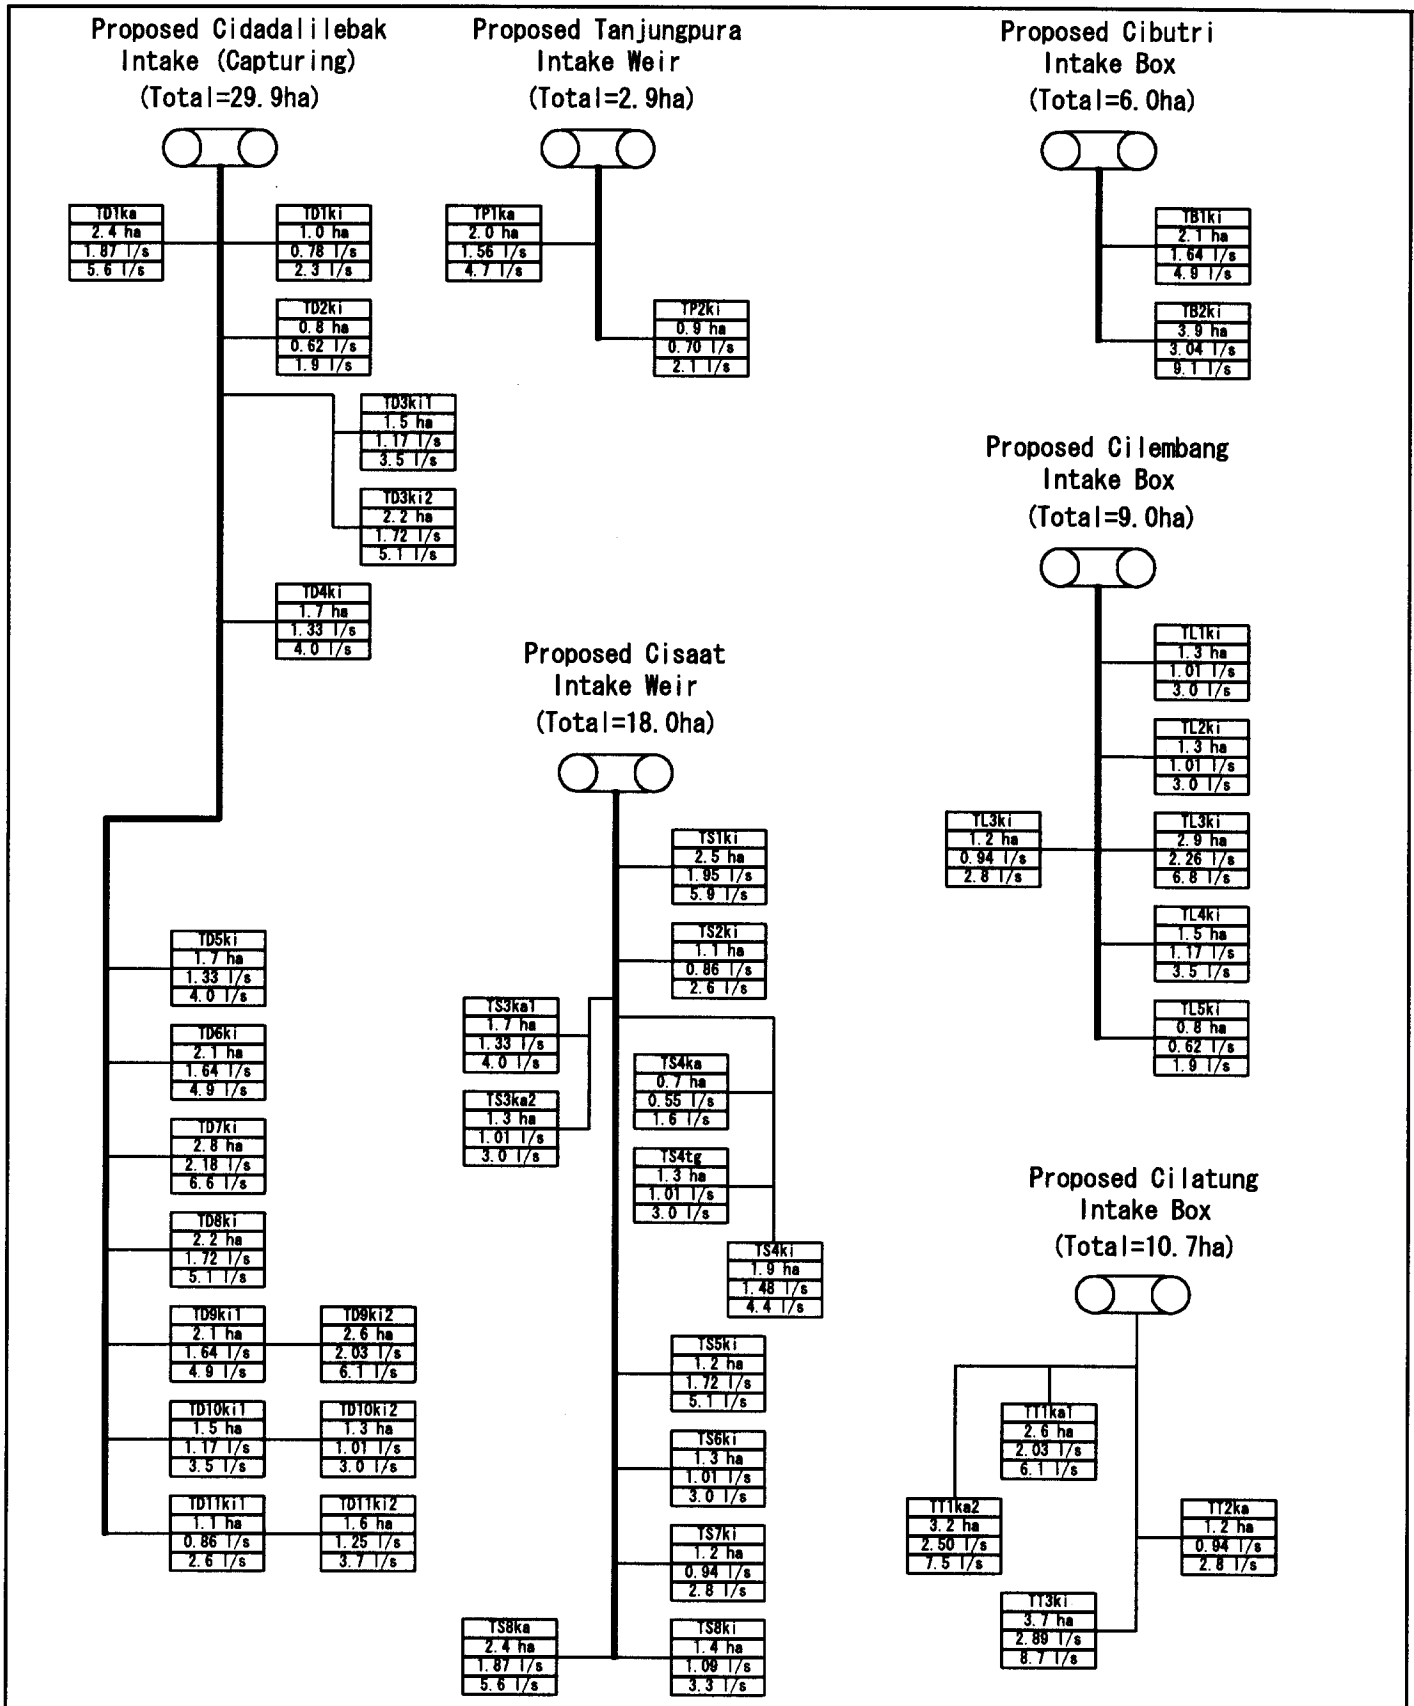 Proposed Cidadalilebak
Intake (Capturing)
(Total=29.9ha)
TD1ka
2.4 ha
1.87 l/s
5.6 l/s
TD1ki
1.0 ha
0.78 l/s
2.3 l/s
TD2ki
0.8 ha
0.62 l/s
1.9 l/s
TD3ki1
1.5 ha
1.17 l/s
3.5 l/s
TD3ki2
2.2 ha
1.72 l/s
5.1 l/s
TD4ki
1.7 ha
1.33 l/s
4.0 l/s
TD5ki
1.7 ha
1.33 l/s
4.0 l/s
TD6ki
2.1 ha
1.64 l/s
4.9 l/s
TD7ki
2.8 ha
2.18 l/s
6.6 l/s
TD8ki
2.2 ha
1.72 l/s
5.1 l/s
TD9ki1
2.1 ha
1.64 l/s
4.9 l/s
TD9ki2
2.6 ha
2.03 l/s
6.1 l/s
TD10ki1
1.5 ha
1.17 l/s
3.5 l/s
TD10ki2
1.3 ha
1.01 l/s
3.0 l/s
TD11ki1
1.1 ha
0.86 l/s
2.6 l/s
TD11ki2
1.6 ha
1.25 l/s
3.7 l/s
Proposed Tanjungpura
Intake Weir
(Total=2.9ha)
TP1ka
2.0 ha
1.56 l/s
4.7 l/s
TP2ki
0.9 ha
0.70 l/s
2.1 l/s
Proposed Cisaat
Intake Weir
(Total=18.0ha)
TS1ki
2.5 ha
1.95 l/s
5.9 l/s
TS2ki
1.1 ha
0.86 l/s
2.6 l/s
TS3ka1
1.7 ha
1.33 l/s
4.0 l/s
TS3ka2
1.3 ha
1.01 l/s
3.0 l/s
TS4ka
0.7 ha
0.55 l/s
1.6 l/s
TS4tg
1.3 ha
1.01 l/s
3.0 l/s
TS4ki
1.9 ha
1.48 l/s
4.4 l/s
TS5ki
1.2 ha
1.72 l/s
5.1 l/s
TS6ki
1.3 ha
1.01 l/s
3.0 l/s
TS7ki
1.2 ha
0.94 l/s
2.8 l/s
TS8ka
2.4 ha
1.87 l/s
5.6 l/s
TS8ki
1.4 ha
1.09 l/s
3.3 l/s
Proposed Cibutri
Intake Box
(Total=6.0ha)
TB1ki
2.1 ha
1.64 l/s
4.9 l/s
TB2ki
3.9 ha
3.04 l/s
9.1 l/s
Proposed Cilembang
Intake Box
(Total=9.0ha)
TL1ki
1.3 ha
1.01 l/s
3.0 l/s
TL2ki
1.3 ha
1.01 l/s
3.0 l/s
TL3ki
1.2 ha
0.94 l/s
2.8 l/s
TL3ki
2.9 ha
2.26 l/s
6.8 l/s
TL4ki
1.5 ha
1.17 l/s
3.5 l/s
TL5ki
0.8 ha
0.62 l/s
1.9 l/s
Proposed Cilatung
Intake Box
(Total=10.7ha)
TT1ka1
2.6 ha
2.03 l/s
6.1 l/s
TT1ka2
3.2 ha
2.50 l/s
7.5 l/s
TT2ka
1.2 ha
0.94 l/s
2.8 l/s
TT3ki
3.7 ha
2.89 l/s
8.7 l/s